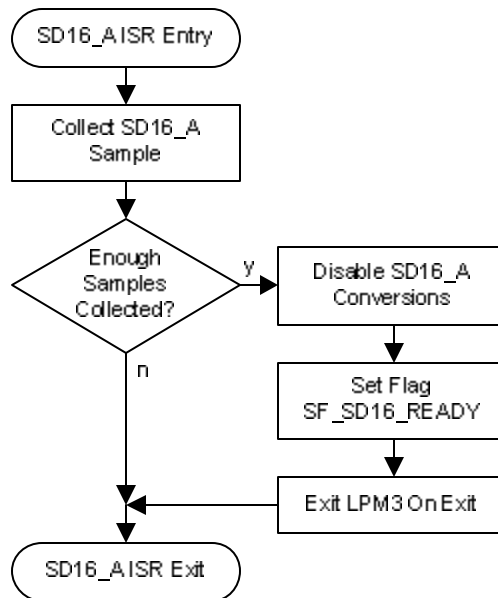 SD16_A ISR Entry
Collect SD16_A
Sample
Enough
Samples
Collected?
y
Disable SD16_A
Conversions
n
Set Flag
SF_SD16_READY
Exit LPM3 On Exit
SD16_A ISR Exit